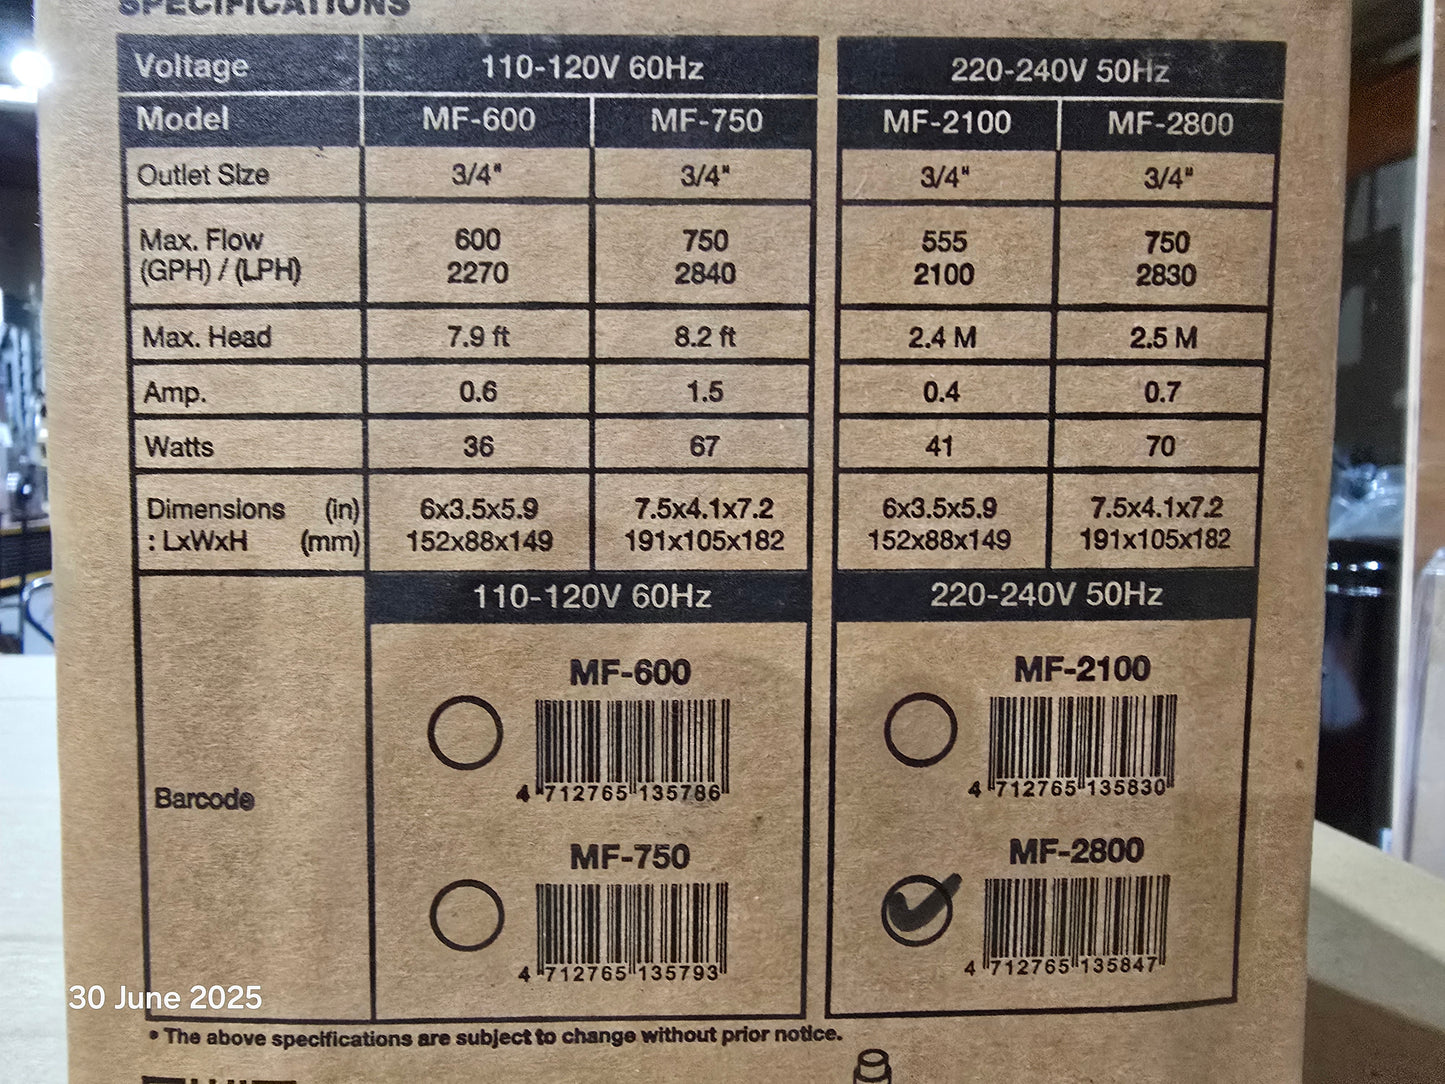 SPECIFICATIONS
Voltage 110-120V 60Hz 220-240V 50Hz
Model MF-600 MF-750 MF-2100 MF-2800
Outlet Size 3/4" 3/4" 3/4" 3/4"
Max. Flow 600 750 555 750
(GPH) / (LPH) 2270 2840 2100 2830
Max. Head 7.9 ft 8.2 ft 2.4 M 2.5 M
Amp. 0.6 1.5 0.4 0.7
Watts 36 67 41 70
Dimensions (in) 6x3.5x5.9 7.5x4.1x7.2 6x3.5x5.9 7.5x4.1x7.2
: LxWxH (mm) 152x88x149 191x105x182 152x88x149 191x105x182
110-120V 60Hz 220-240V 50Hz
MF-600 MF-2100
4 712765 135786 4 712765 135830
Barcode
MF-750 MF-2800
4 712765 135793 4 712765 135847
30 June 2025
* The above specifications are subject to change without prior notice.